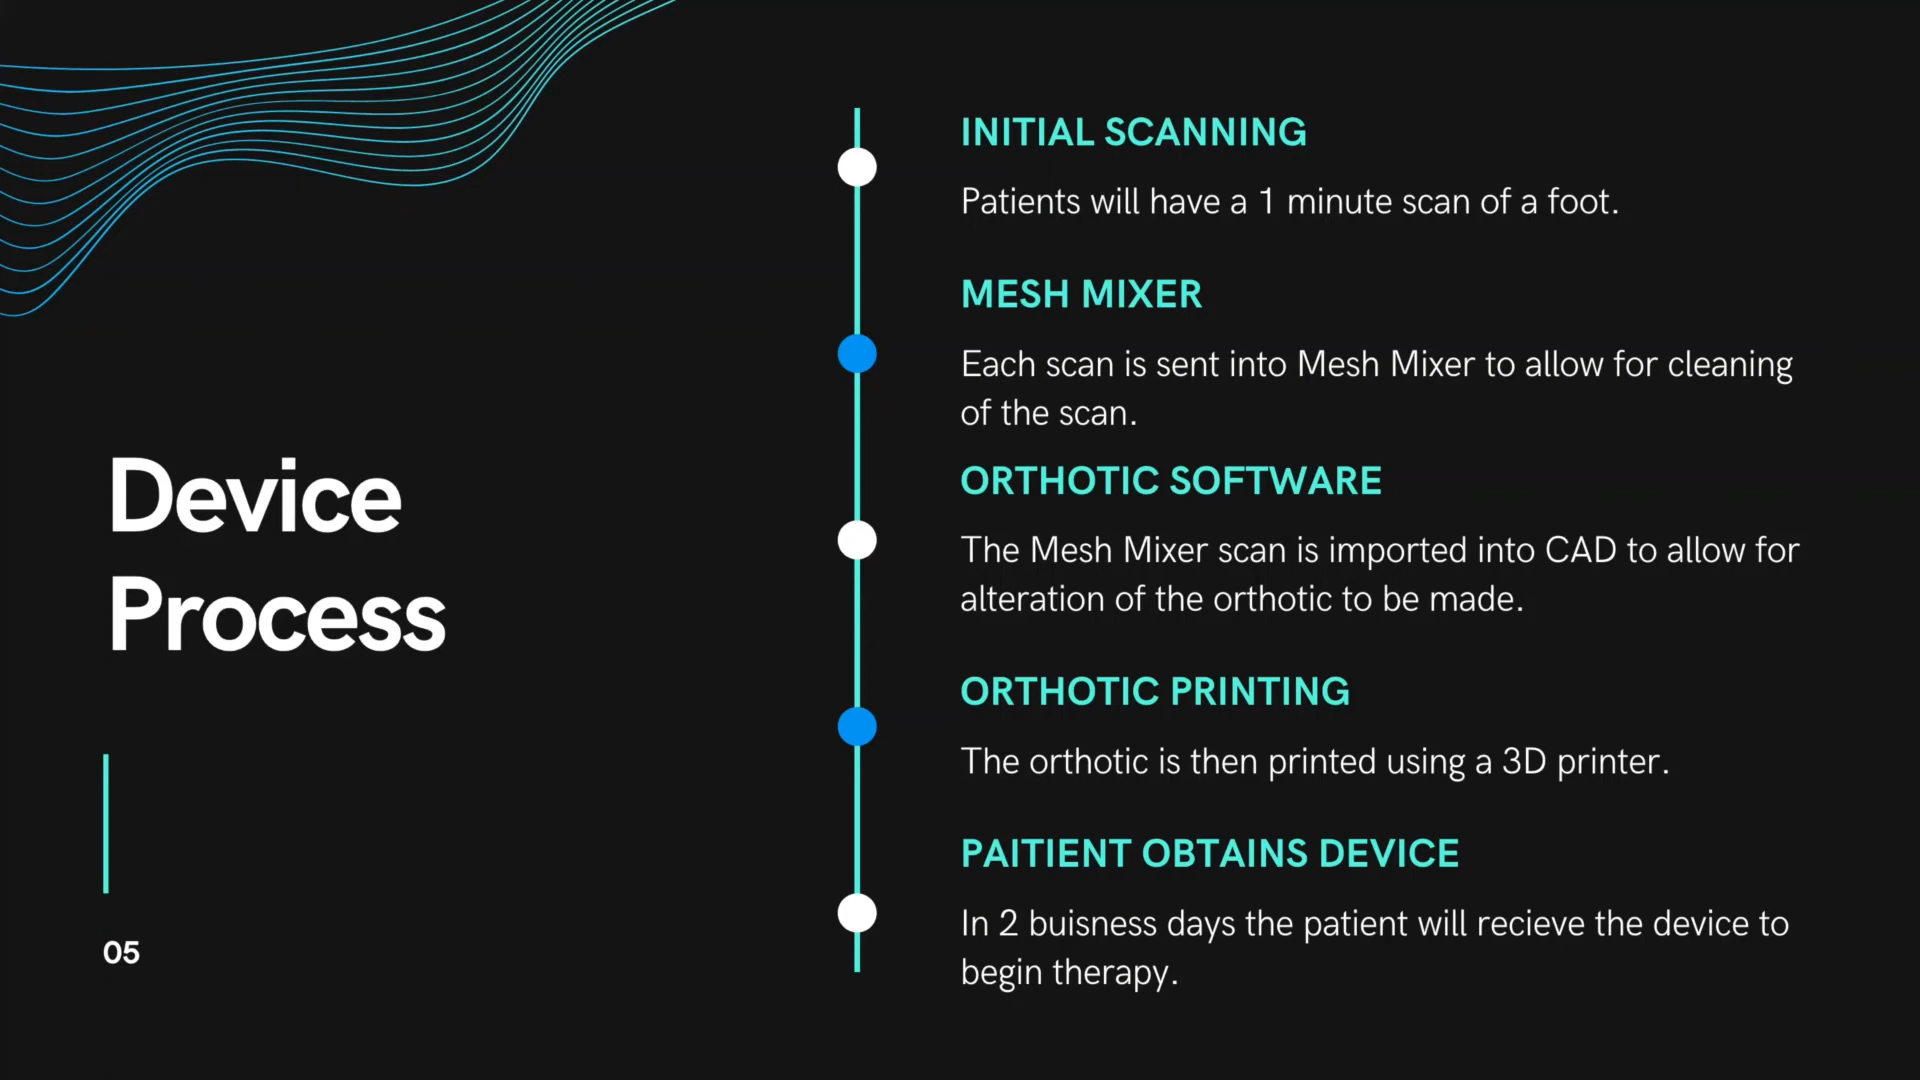 Device
Process
05
INITIAL SCANNING
Patients will have a 1 minute scan of a foot.
MESH MIXER
Each scan is sent into Mesh Mixer to allow for cleaning
of the scan.
ORTHOTIC SOFTWARE
The Mesh Mixer scan is imported into CAD to allow for
alteration of the orthotic to be made.
ORTHOTIC PRINTING
The orthotic is then printed using a 3D printer.
PAITIENT OBTAINS DEVICE
In 2 buisness days the patient will recieve the device to
begin therapy.